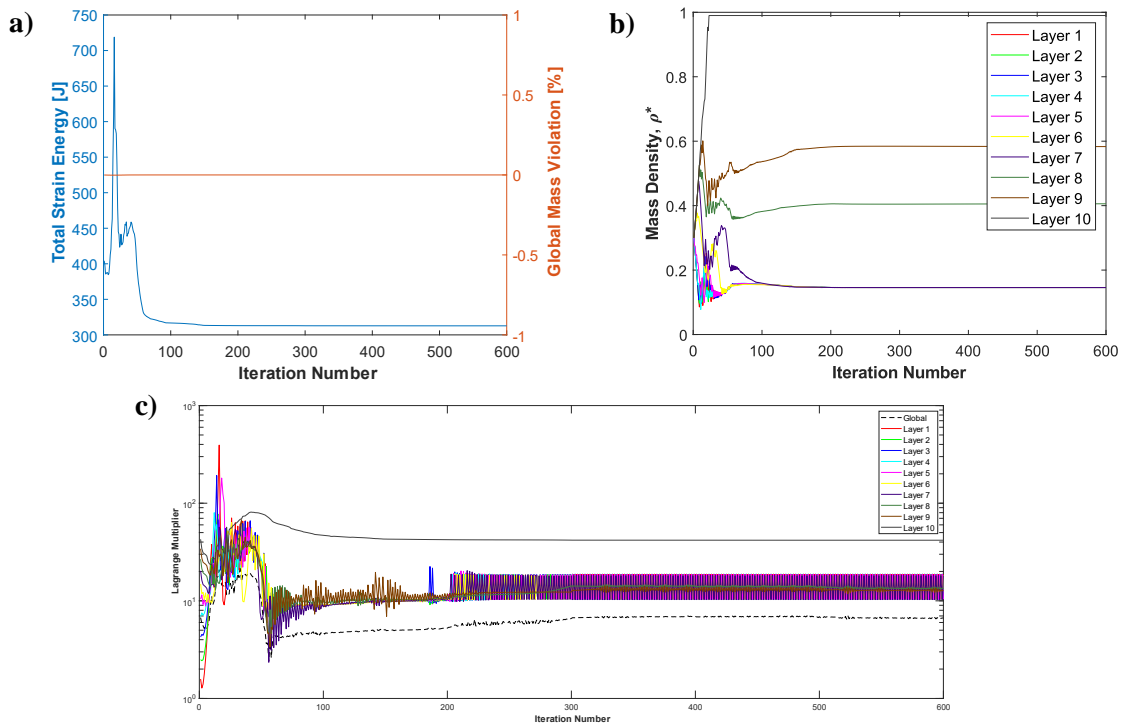 a)
750
700
650
600
550
500
450
400
350
300
Total Strain Energy [J]
0 100 200 300 400 500 600
Iteration Number
1
0.5
0
-0.5
-1
Global Mass Violation [%]
b)
1
0.8
0.6
0.4
0.2
0
Mass Density, ρ*
0 100 200 300 400 500 600
Iteration Number
Layer 1
Layer 2
Layer 3
Layer 4
Layer 5
Layer 6
Layer 7
Layer 8
Layer 9
Layer 10
c)
10³
10²
10¹
10⁰
Lagrange Multiplier
0 100 200 300 400 500 600
Iteration Number
Global
Layer 1
Layer 2
Layer 3
Layer 4
Layer 5
Layer 6
Layer 7
Layer 8
Layer 9
Layer 10